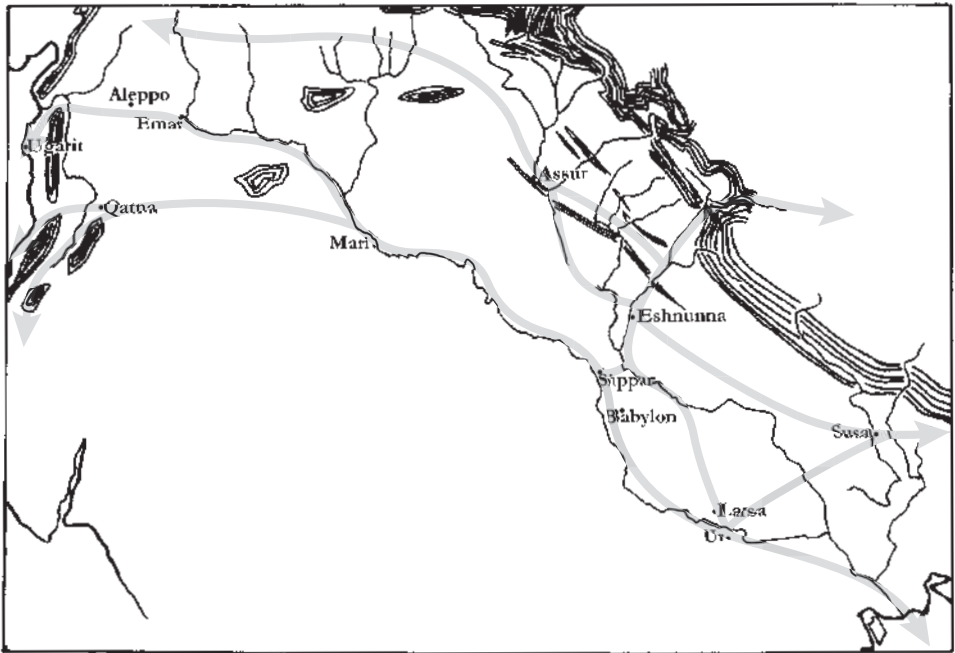 Aleppo
Emar
Ugarit
Assur
Qatna
Mari
Eshnunna
Sippar
Babylon
Susa
Larsa
Ur